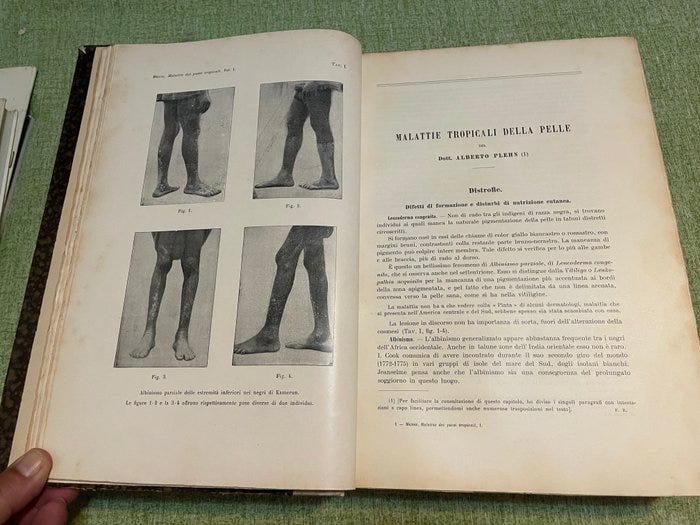 MENSE, Malattie dei paesi tropicali, Vol. I.
TAV. I
Fig. 1.
Fig. 2.
Fig. 3.
Fig. 4.
Albinismo parziale delle estremità inferiori nei negri di Kamerun.
Le figure 1-2 e la 3-4 offrono rispettivamente pose diverse di due individui.
MALATTIE TROPICALI DELLA PELLE
DEL
Dott. ALBERTO PLEHN (1)
Distrofie.
Difetti di formazione e disturbi di nutrizione cutanea.
Leucoderma congenito. — Non di rado tra gli indigeni di razza negra, si trovano
individui si quali manca la naturale pigmentazione della pelle in taluni distretti
circoscritti.
Si formano così in essi delle chiazze di color giallo biancastro o roseastro, con
margini bruni, contrastanti colla restante parte bruno-nerastra. La mancanza di
pigmento può colpire intere membra. Tale difetto si verifica per lo più alle gambe
e alle braccia, più di rado al dorso.
È questo un bellissimo fenomeno di Albinismo parziale, di Leucoderma conge-
nito, che si osserva anche nel settentrione. Esso si distingue dalla Vitiligo o Leuko-
pathia acquisita per la mancanza di una pigmentazione più accentuata ai bordi
della zona apigmentata, e pel fatto che non è delimitata da una linea arcuata,
convessa verso la pelle sana, come si ha nella vitiligine.
La malattia non ha a che vedere colla « Pinta » di alcuni dermatologi, malattia che
si presenta nell'America centrale e del Sud, sebbene spesso sia stata scambiata con essa.
La lesione in discorso non ha importanza di sorta, fuori dell'alterazione della
cosmesi (Tav. I, fig. 1-4).
Albinismo. — L'albinismo generalizzato appare abbastanza frequente tra i negri
dell'Africa occidentale. Anche in talune zone dell'India orientale esso non è raro.
I. Cook comunica di avere incontrato durante il suo secondo giro del mondo
(1772-1775) in vari gruppi di isole del mare del Sud, degli isolani bianchi.
Jeanselme pensa anche che l'albinismo sia una conseguenza del prolungato
soggiorno in questo luogo.
(1) [Per facilitare la consultazione di questo capitolo, ho diviso i singoli paragrafi con intesta-
zioni a capo linea, permettendomi anche numerose trasposizioni nel testo].
1 — MENSE, Malattie dei paesi tropicali, I.